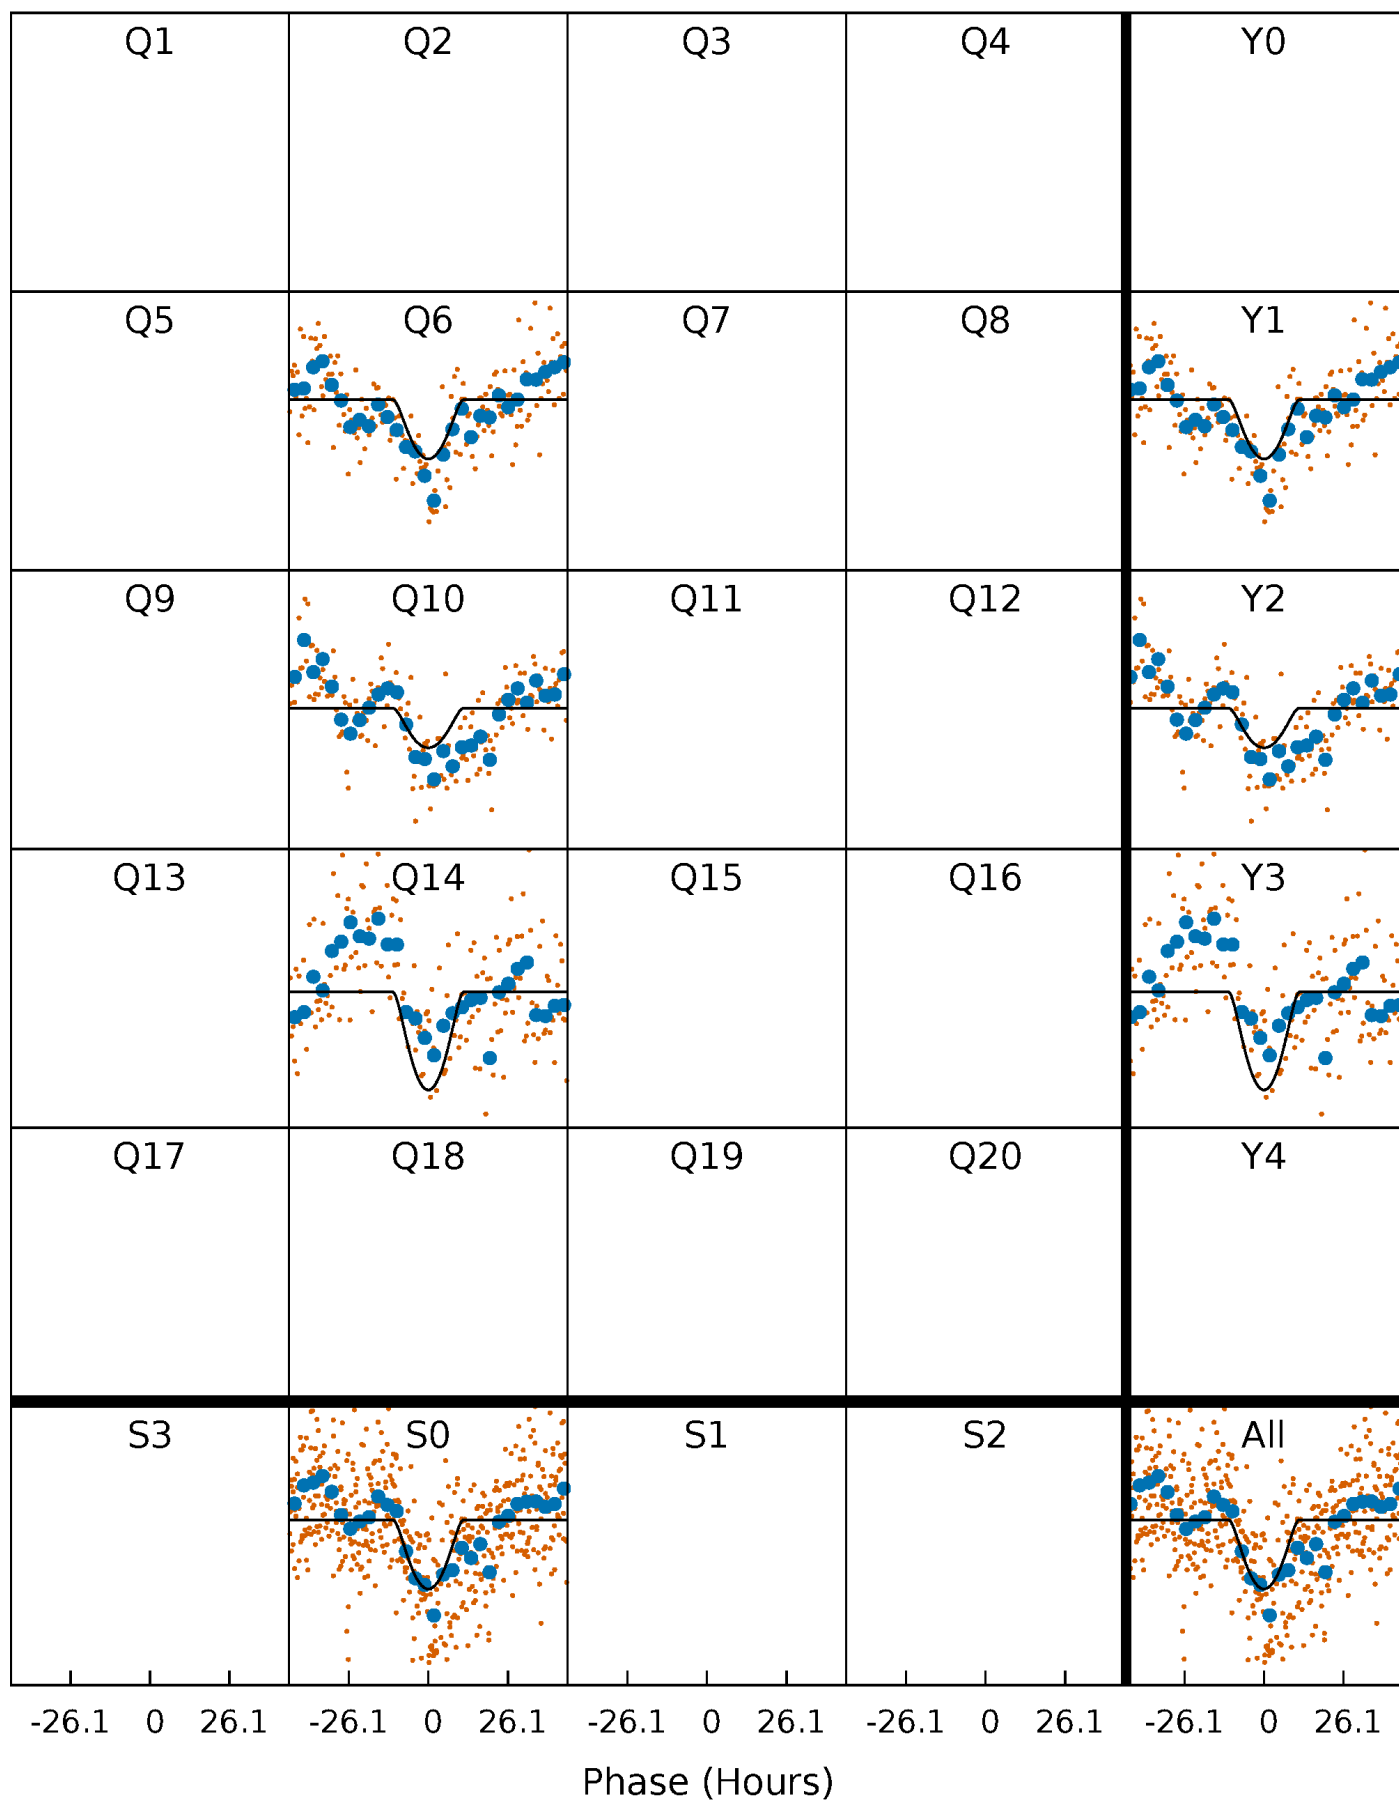 Q1 Q2 Q3 Q4 Y0
Q5 Q6 Q7 Q8 Y1
Q9 Q10 Q11 Q12 Y2
Q13 Q14 Q15 Q16 Y3
Q17 Q18 Q19 Q20 Y4
S3 S0 S1 S2 All
-26.1 0 26.1 -26.1 0 26.1 -26.1 0 26.1 -26.1 0 26.1 -26.1 0 26.1
Phase (Hours)